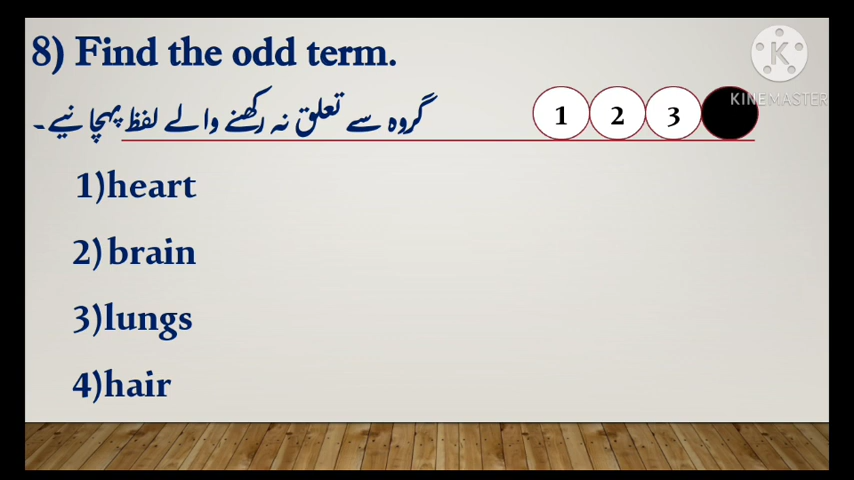 8) Find the odd term.
گروہ سے تعلق نہ رکھنے والے لفظ پہچانیے۔
1 2 3
K
KINEMASTER
1)heart
2) brain
3)lungs
4)hair